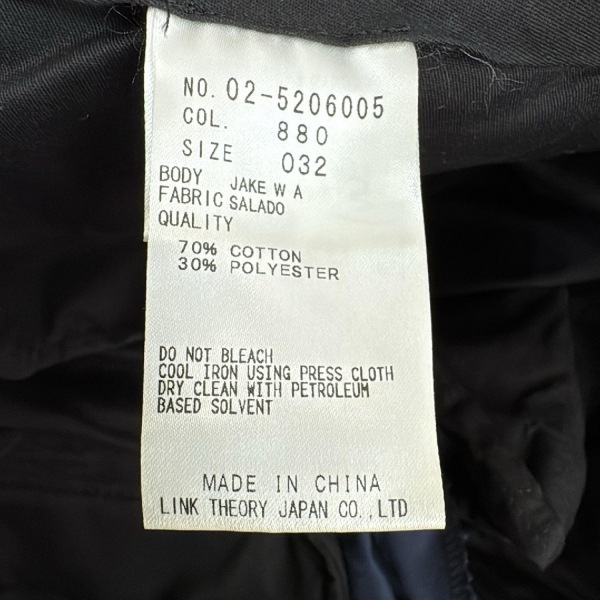 NO. 02-5206005
COL. 880
SIZE 032
BODY JAKE W A
FABRIC SALADO
QUALITY
70% COTTON
30% POLYESTER
DO NOT BLEACH
COOL IRON USING PRESS CLOTH
DRY CLEAN WITH PETROLEUM
BASED SOLVENT
MADE IN CHINA
LINK THEORY JAPAN CO.,LTD